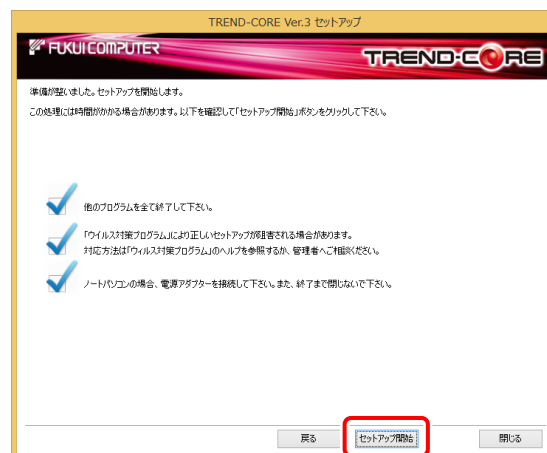 TREND-CORE Ver.3 セットアップ
FUKUI COMPUTER
TREND-CORE
準備が整いました。セットアップを開始します。
この処理には時間がかかる場合があります。以下を確認して「セットアップ開始」ボタンをクリックして下さい。
他のプログラムを全て終了して下さい。
「ウイルス対策プログラム」により正しいセットアップが阻害される場合があります。
対応方法は「ウィルス対策プログラム」のヘルプを参照するか、管理者へご相談ください。
ノートパソコンの場合、電源アダプターを接続して下さい。また、終了まで閉じないで下さい。
戻る
セットアップ開始
閉じる